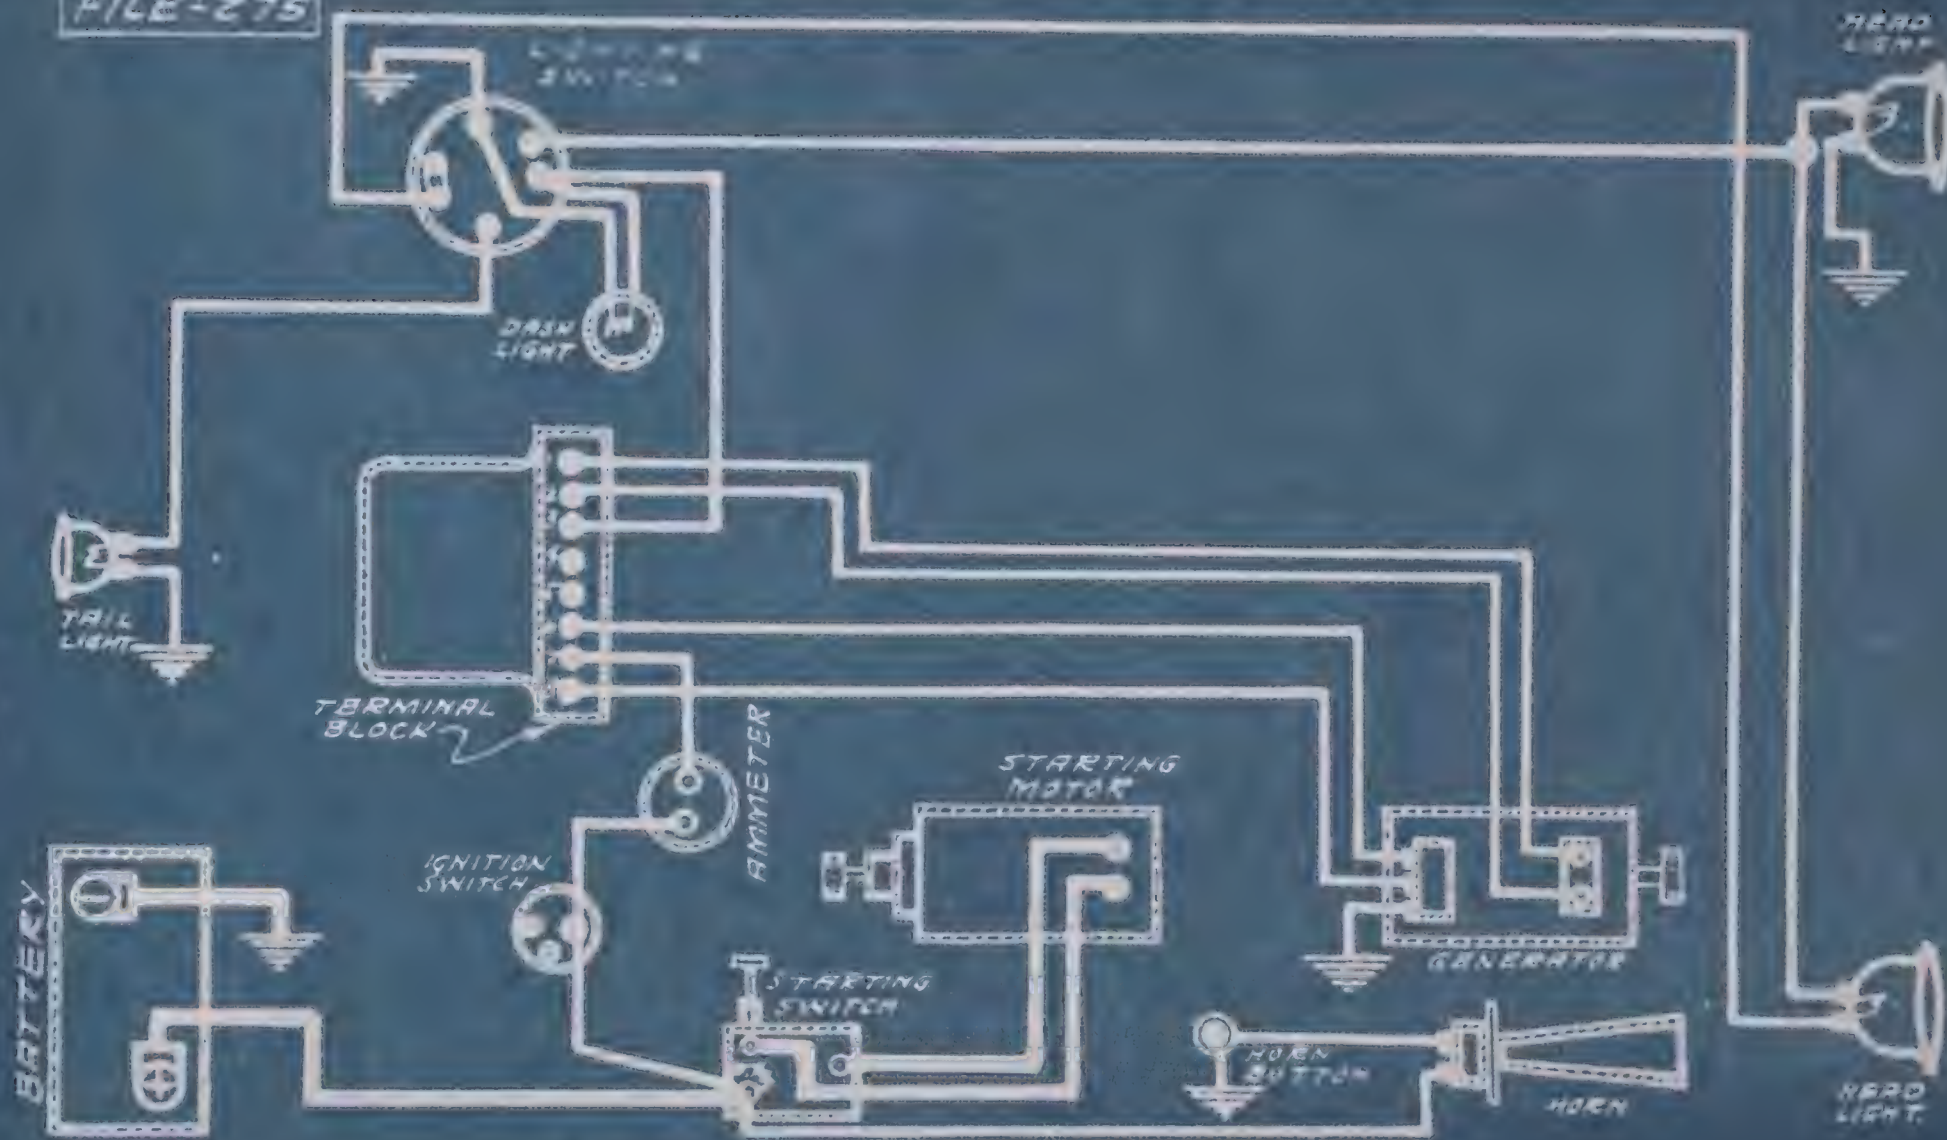 FILE-275
LIGHTING
SWITCH
HEAD
LIGHT
DASH
LIGHT
TAIL
LIGHT
TERMINAL
BLOCK
AMMETER
STARTING
MOTOR
IGNITION
SWITCH
BATTERY
STARTING
SWITCH
GENERATOR
HORN
BUTTON
HORN
HEAD
LIGHT.